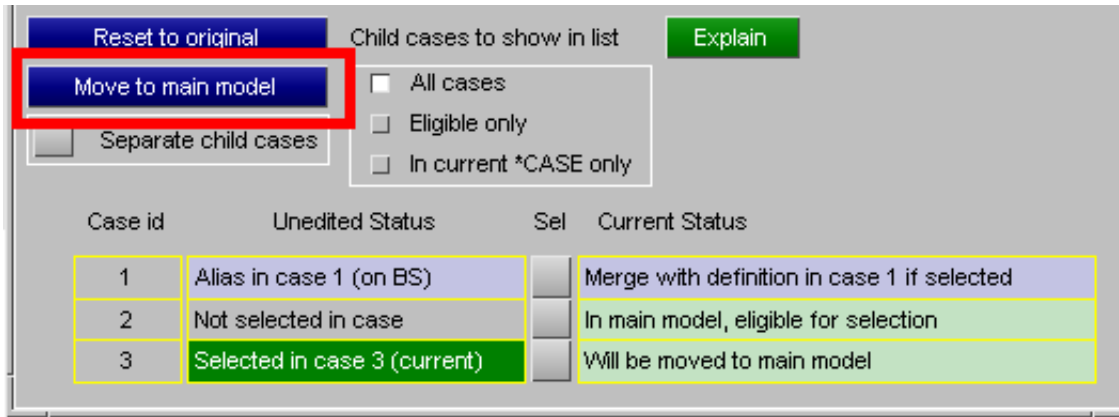 Reset to original Child cases to show in list Explain
Move to main model All cases
Separate child cases Eligible only
In current *CASE only
Case id Unedited Status Sel Current Status
1 Alias in case 1 (on BS) Merge with definition in case 1 if selected
2 Not selected in case In main model, eligible for selection
3 Selected in case 3 (current) Will be moved to main model